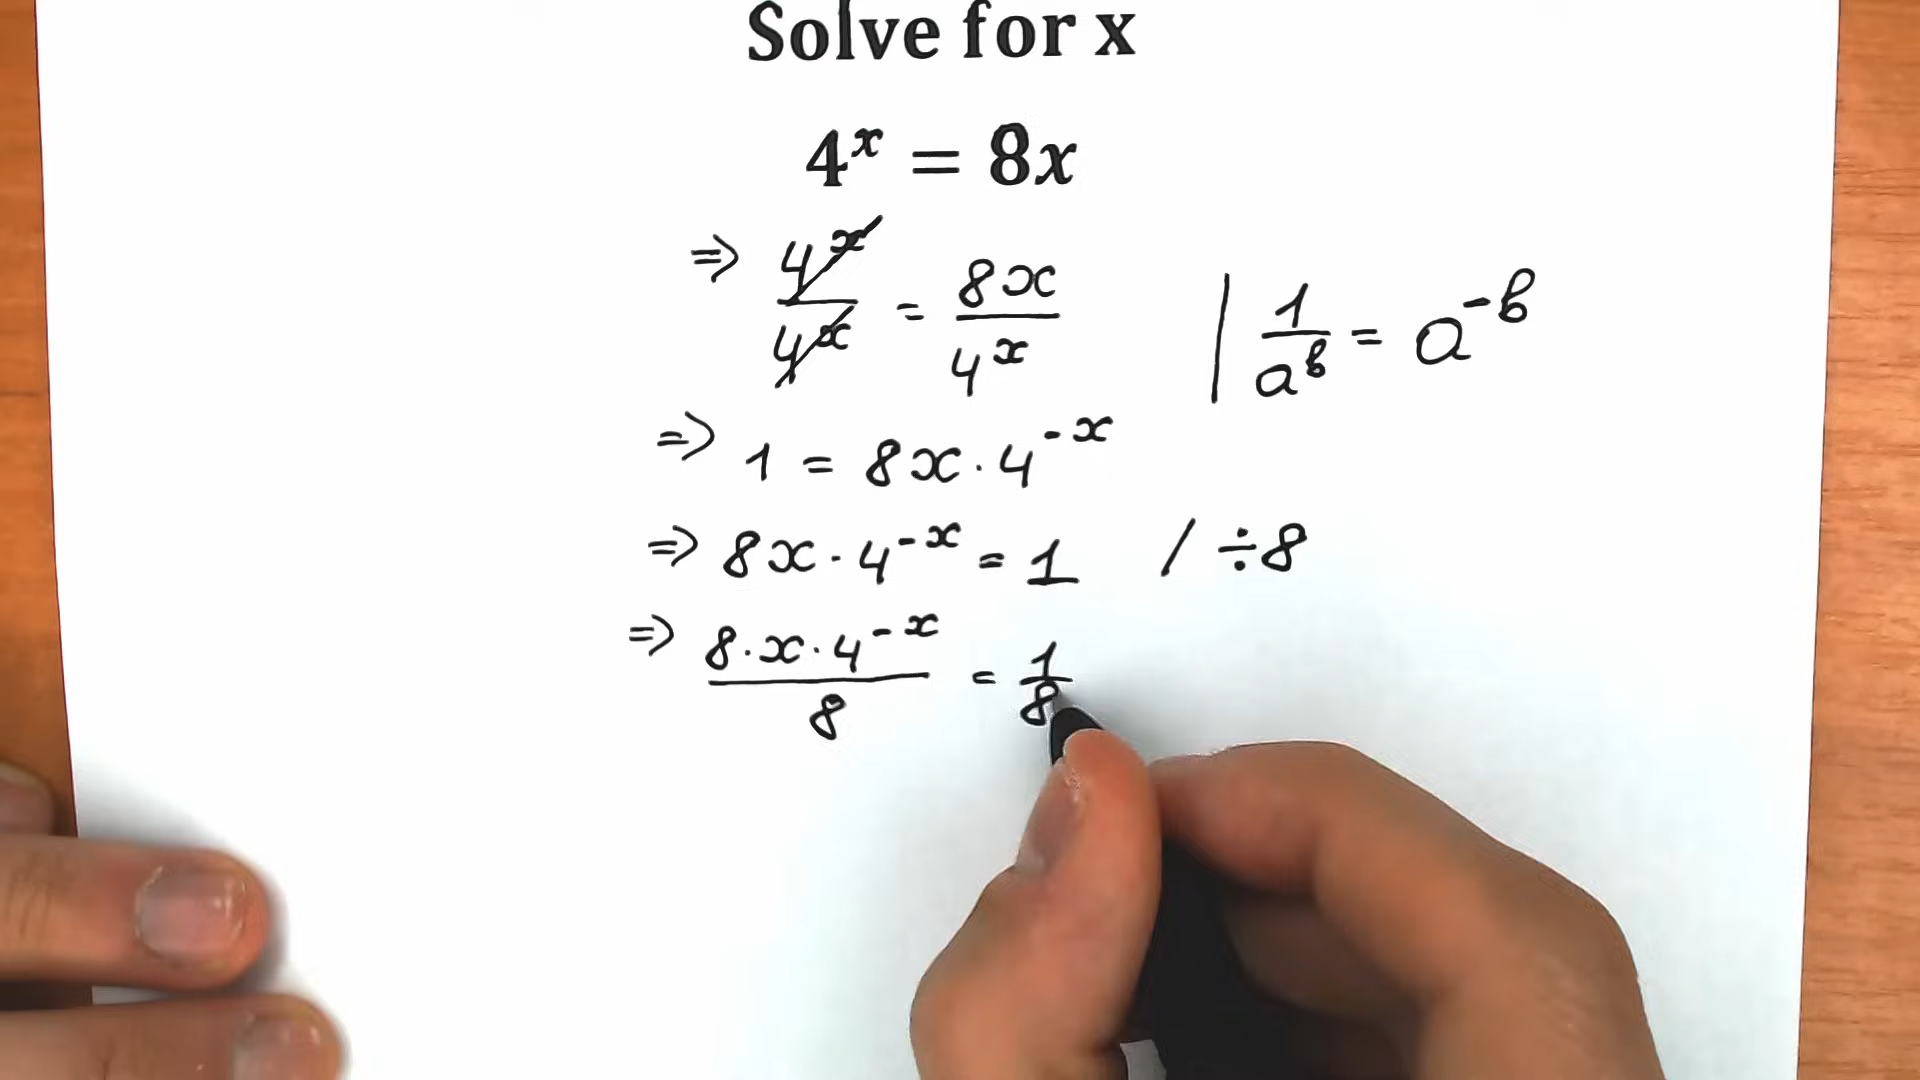 Solve for x
4^x = 8x
⇒ 4^x/4^x = 8x/4^x | 1/a^b = a^-b
⇒ 1 = 8x · 4^-x
⇒ 8x · 4^-x = 1 / ÷8
⇒ 8·x·4^-x/8 = 1/8